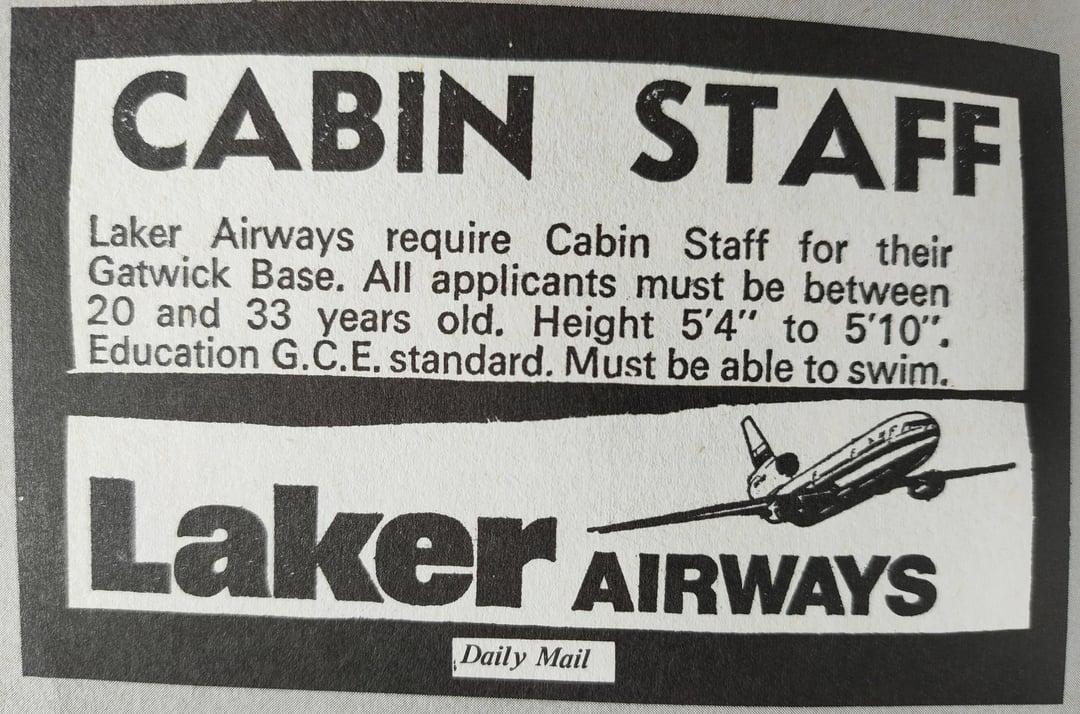 CABIN STAFF
Laker Airways require Cabin Staff for their
Gatwick Base. All applicants must be between
20 and 33 years old. Height 5'4" to 5'10".
Education G.C.E. standard. Must be able to swim.
Laker AIRWAYS
Daily Mail